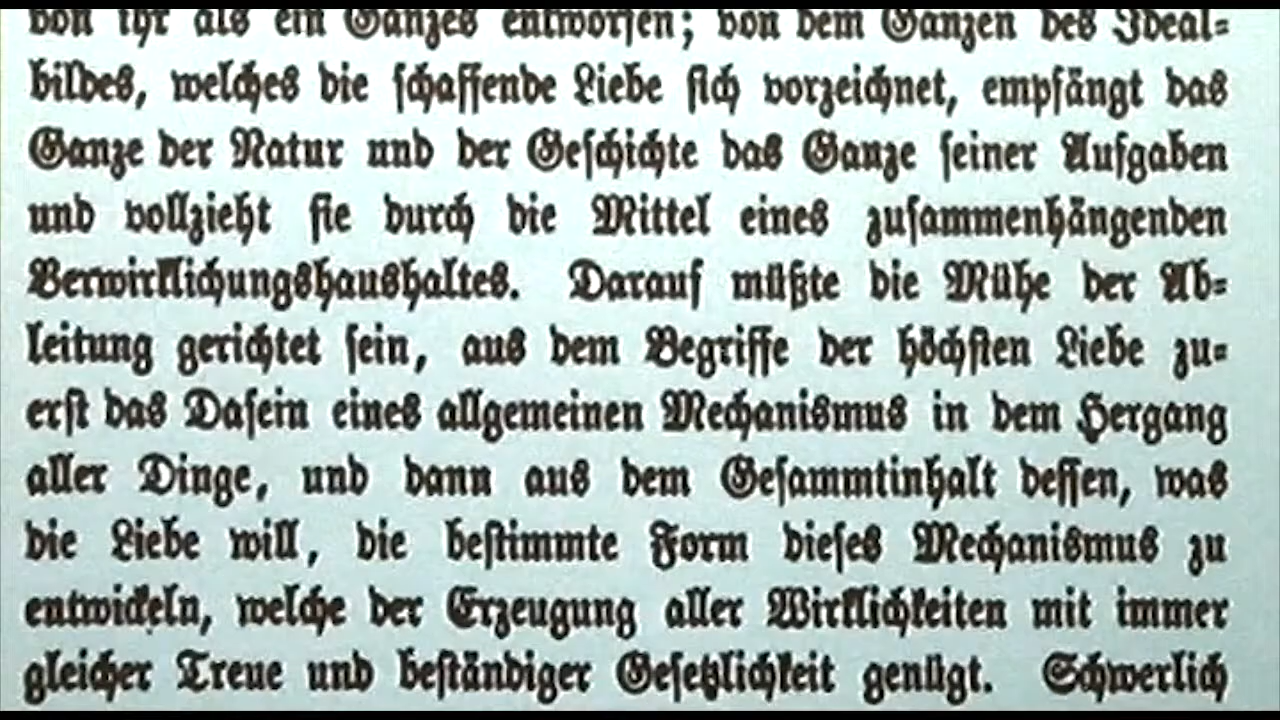 von ihr als ein Ganzes entworfen; von dem Ganzen des Ideal-
bildes, welches die schaffende Liebe sich vorzeichnet, empfängt das
Ganze der Natur und der Geschichte das Ganze seiner Aufgaben
und vollzieht sie durch die Mittel eines zusammenhängenden
Verwirklichungshaushaltes. Darauf müßte die Mühe der Ab-
leitung gerichtet sein, aus dem Begriffe der höchsten Liebe zu-
erst das Dasein eines allgemeinen Mechanismus in dem Hergang
aller Dinge, und dann aus dem Gesammtinhalt dessen, was
die Liebe will, die bestimmte Form dieses Mechanismus zu
entwickeln, welche der Erzeugung aller Wirklichkeiten mit immer
gleicher Treue und beständiger Gesetzlichkeit genügt. Schwerlich